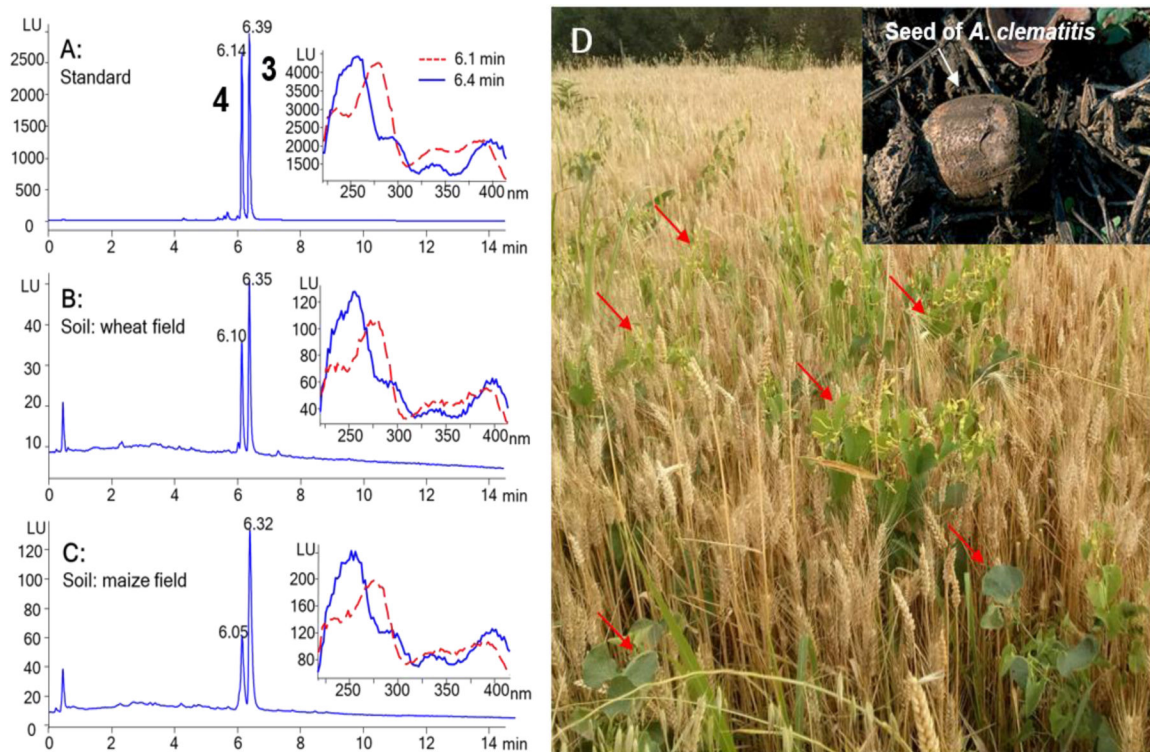 A:
Standard
LU
2500
2000
1500
1000
500
0
6.14
6.39
4
3
LU
4000
3500
3000
2500
2000
1500
250 300 350 400 nm
6.1 min
6.4 min
0 2 4 6 8 10 12 14 min
B:
Soil: wheat field
LU
40
30
20
10
6.10
6.35
LU
120
100
80
60
40
250 300 350 400 nm
0 2 4 6 8 10 12 14 min
C:
Soil: maize field
LU
120
100
80
60
40
20
0
6.05
6.32
LU
200
160
120
80
250 300 350 400 nm
0 2 4 6 8 10 12 14 min
D
Seed of A. clematitis